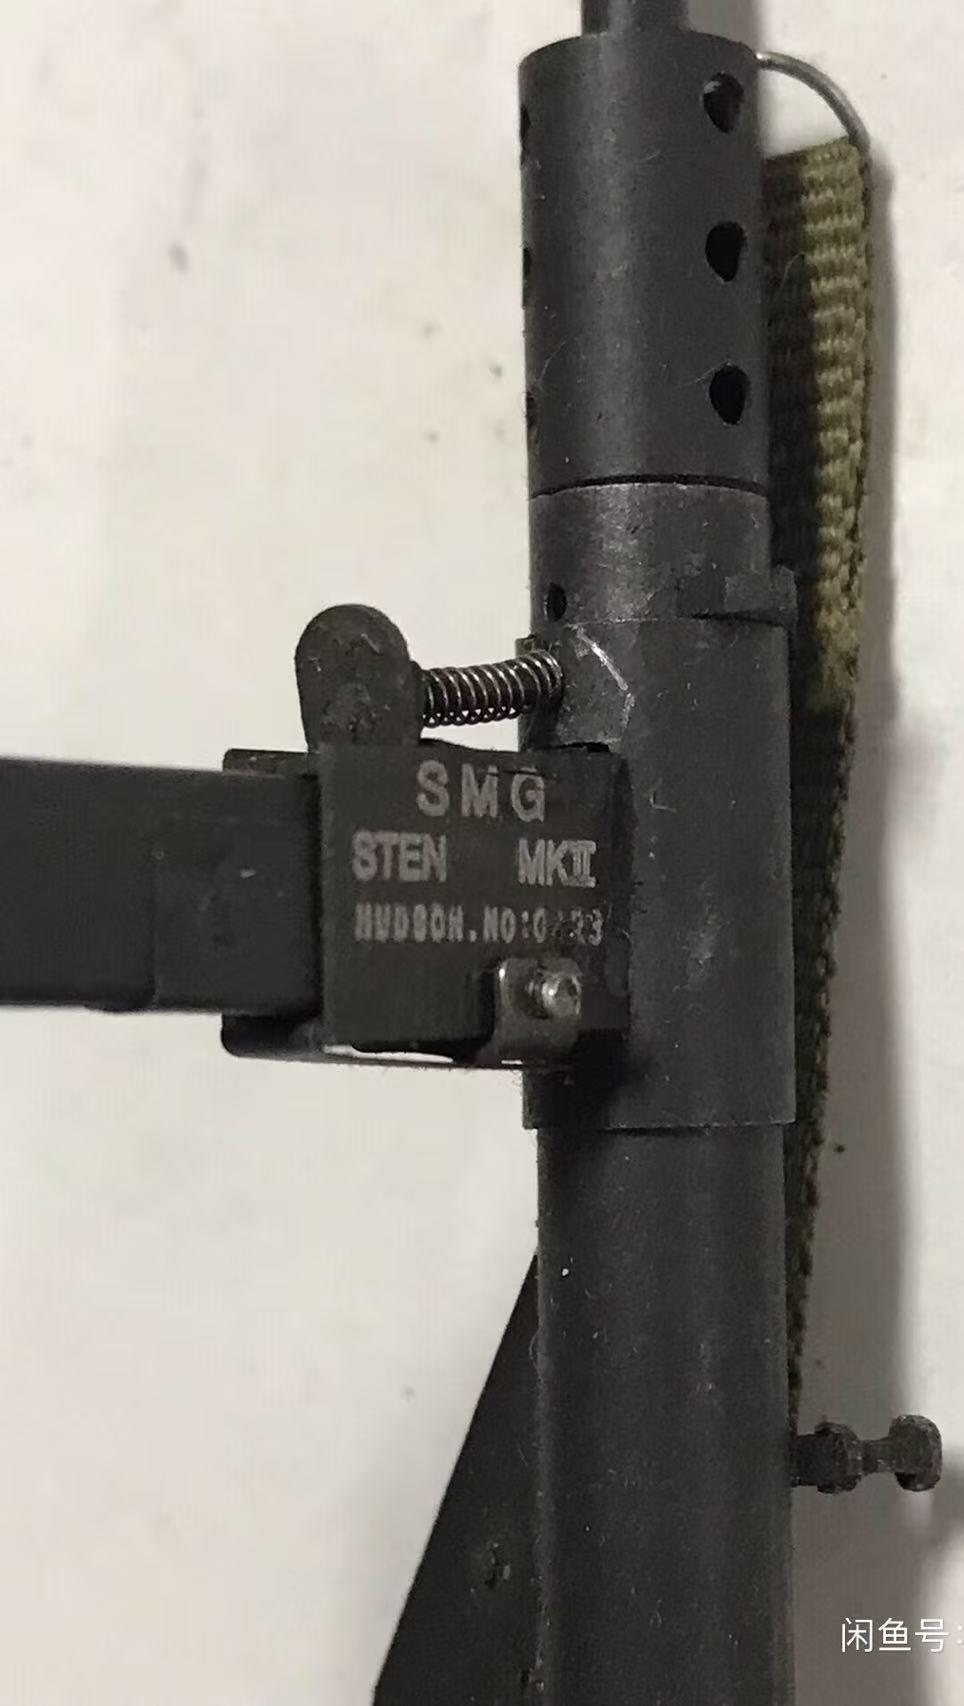 SMG
STEN MKII
HUDSON.NO:
闲鱼号: